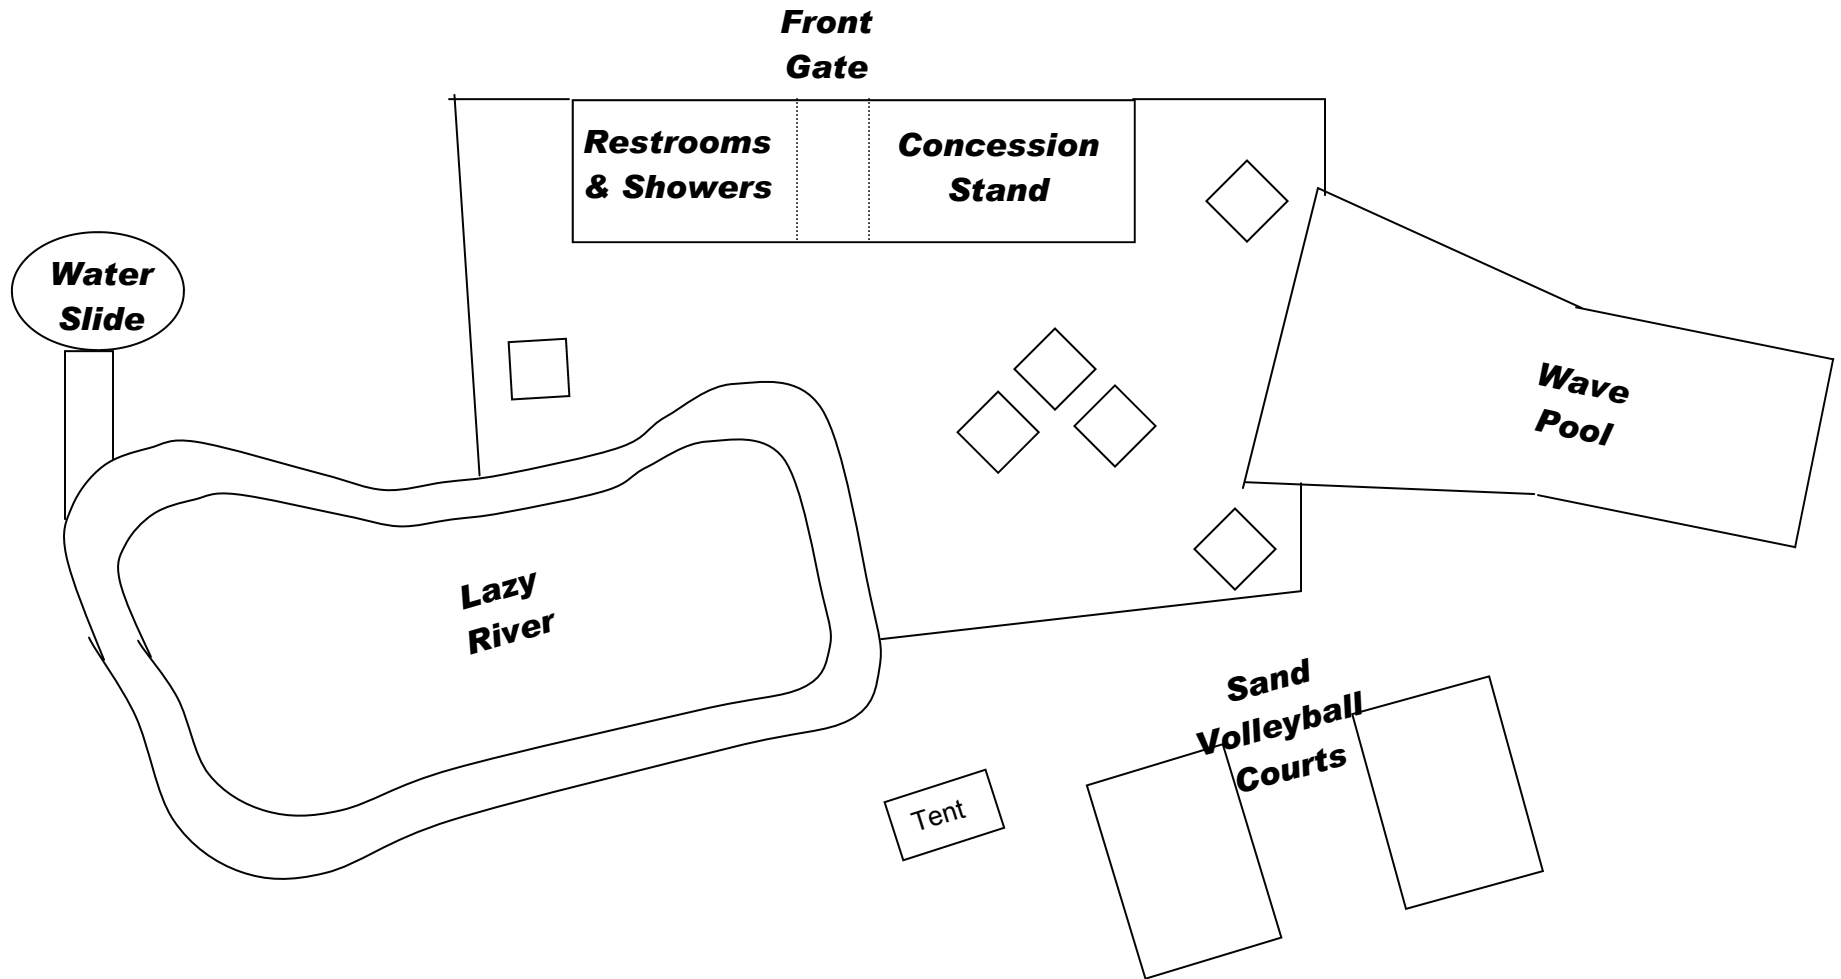 Front
Gate
Restrooms
& Showers
Concession
Stand
Water
Slide
Wave
Pool
Lazy
River
Sand
Volleyball
Courts
Tent